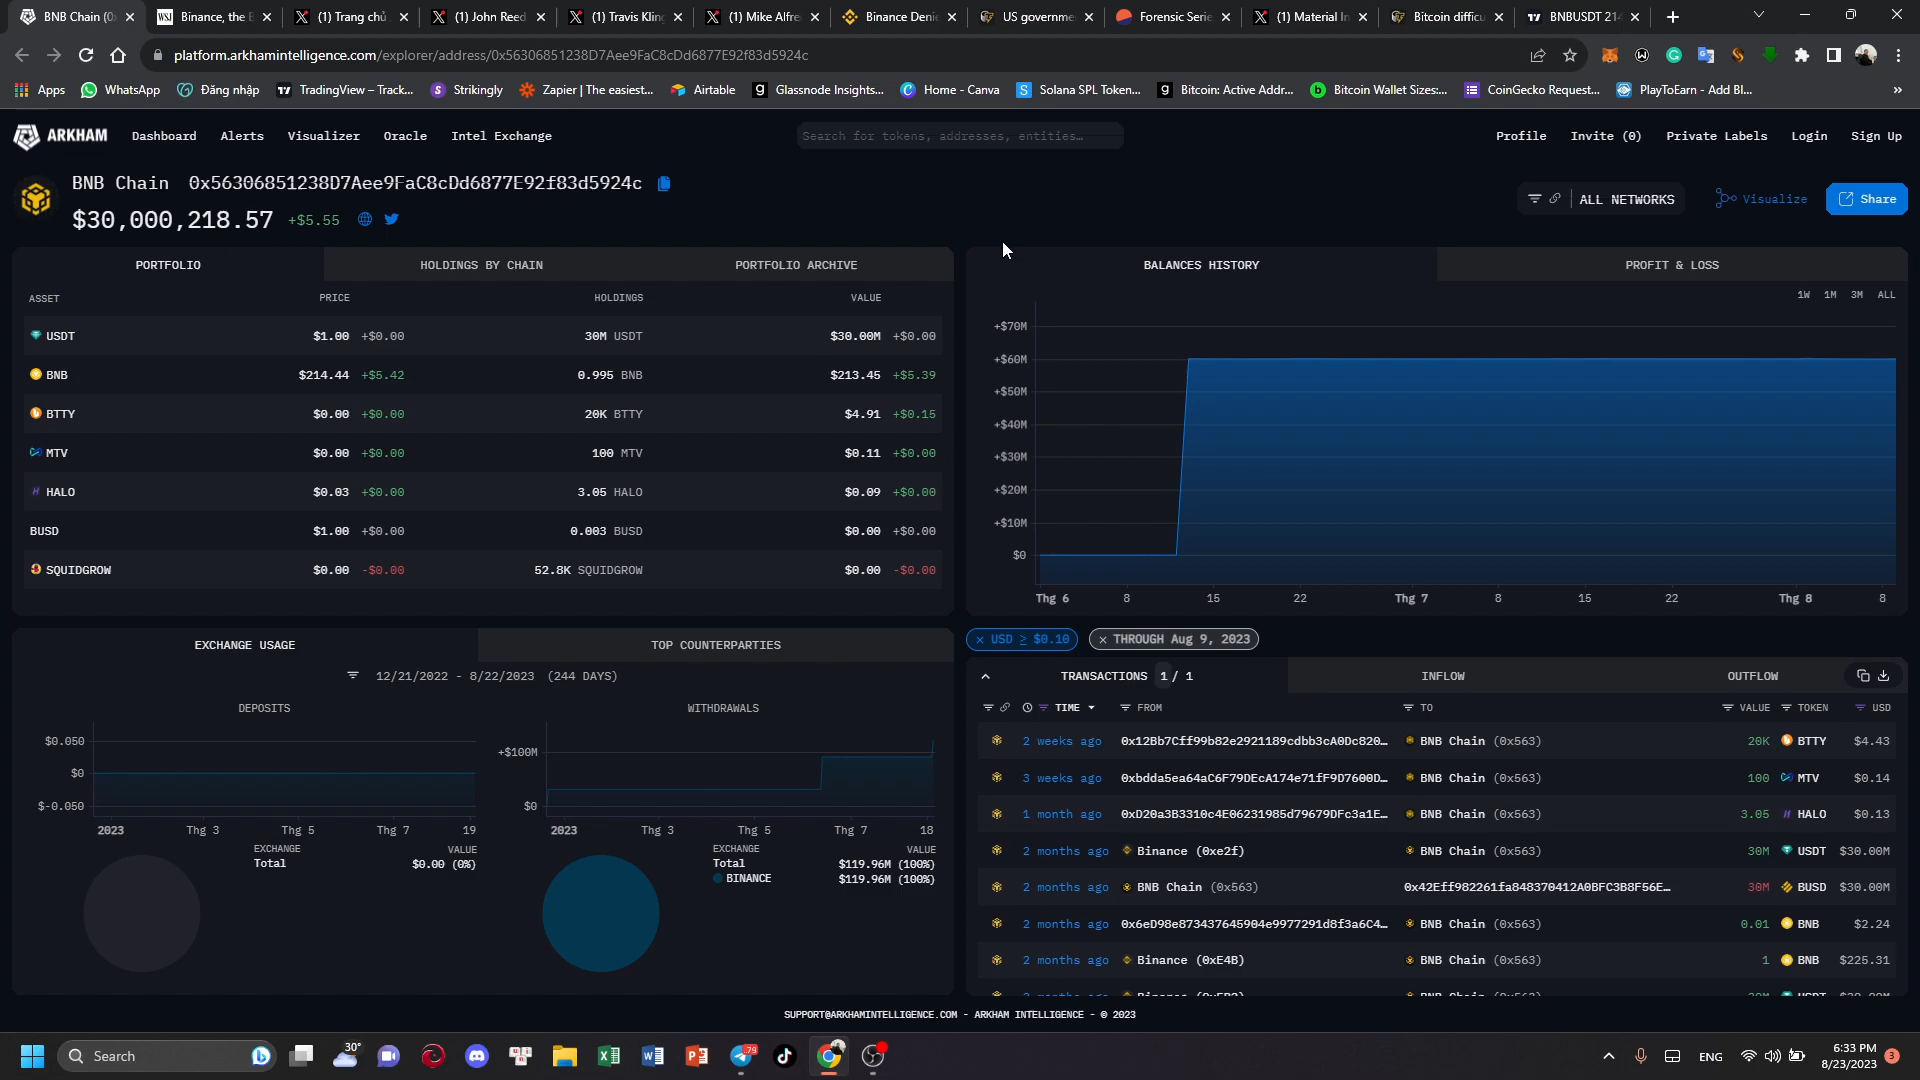 BNB Chain (0x
Binance, the B
(1) Trang chủ
(1) John Reed
(1) Travis Kling
(1) Mike Alfre
Binance Denie
US governme
Forensic Serie
(1) Material In
Bitcoin difficu
BNBUSDT 214
platform.arkhamintelligence.com/explorer/address/0x56306851238D7Aee9FaC8cDd6877E92f83d5924c
Apps
WhatsApp
Đăng nhập
TradingView – Track...
Strikingly
Zapier | The easiest...
Airtable
Glassnode Insights...
Home - Canva
Solana SPL Token...
Bitcoin: Active Addr...
Bitcoin Wallet Sizes:...
CoinGecko Request...
PlayToEarn - Add Bl...
ARKHAM
Dashboard
Alerts
Visualizer
Oracle
Intel Exchange
Search for tokens, addresses, entities…
Profile
Invite (0)
Private Labels
Login
Sign Up
BNB Chain 0x56306851238D7Aee9FaC8cDd6877E92f83d5924c
$30,000,218.57 +$5.55
ALL NETWORKS
Visualize
Share
PORTFOLIO
HOLDINGS BY CHAIN
PORTFOLIO ARCHIVE
ASSET PRICE HOLDINGS VALUE
USDT $1.00 +$0.00 30M USDT $30.00M +$0.00
BNB $214.44 +$5.42 0.995 BNB $213.45 +$5.39
BTTY $0.00 +$0.00 20K BTTY $4.91 +$0.15
MTV $0.00 +$0.00 100 MTV $0.11 +$0.00
HALO $0.03 +$0.00 3.05 HALO $0.09 +$0.00
BUSD $1.00 +$0.00 0.003 BUSD $0.00 +$0.00
SQUIDGROW $0.00 -$0.00 52.8K SQUIDGROW $0.00 -$0.00
BALANCES HISTORY
PROFIT & LOSS
1W 1M 3M ALL
+$70M
+$60M
+$50M
+$40M
+$30M
+$20M
+$10M
$0
Thg 6 8 15 22 Thg 7 8 15 22 Thg 8 8
EXCHANGE USAGE
TOP COUNTERPARTIES
12/21/2022 - 8/22/2023 (244 DAYS)
DEPOSITS
$0.050
$0
$-0.050
2023 Thg 3 Thg 5 Thg 7 19
EXCHANGE VALUE
Total $0.00 (0%)
WITHDRAWALS
+$100M
$0
2023 Thg 3 Thg 5 Thg 7 18
EXCHANGE VALUE
Total $119.96M (100%)
BINANCE $119.96M (100%)
× USD ≥ $0.10
× THROUGH Aug 9, 2023
TRANSACTIONS 1 / 1
INFLOW
OUTFLOW
TIME FROM TO VALUE TOKEN USD
2 weeks ago 0x12Bb7Cff99b82e2921189cdbb3cA0Dc820… BNB Chain (0x563) 20K BTTY $4.43
3 weeks ago 0xbdda5ea64aC6F79DEcA174e71fF9D7600D… BNB Chain (0x563) 100 MTV $0.14
1 month ago 0xD20a3B3310c4E06231985d79679DFc3a1E… BNB Chain (0x563) 3.05 HALO $0.13
2 months ago Binance (0xe2f) BNB Chain (0x563) 30M USDT $30.00M
2 months ago BNB Chain (0x563) 0x42Eff982261fa848370412A0BFC3B8F56E… 30M BUSD $30.00M
2 months ago 0x6eD98e873437645904e9977291d8f3a6C4… BNB Chain (0x563) 0.01 BNB $2.24
2 months ago Binance (0xE4B) BNB Chain (0x563) 1 BNB $225.31
SUPPORT@ARKHAMINTELLIGENCE.COM - ARKHAM INTELLIGENCE - © 2023
Search
30°
79
ENG
6:33 PM
8/23/2023
3